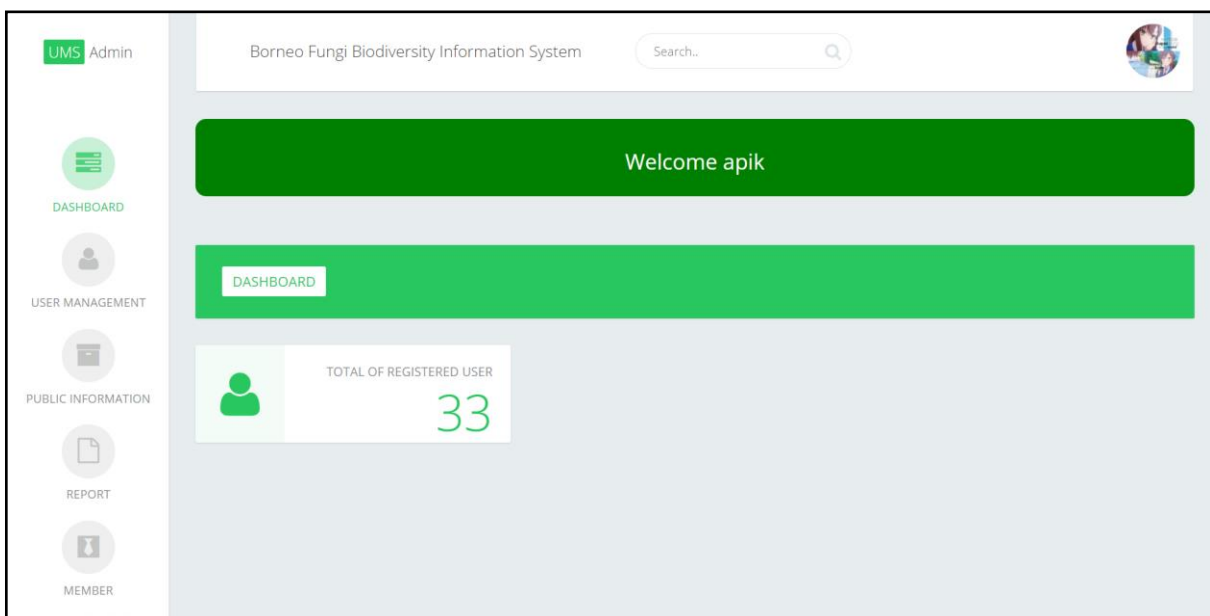 UMS Admin
Borneo Fungi Biodiversity Information System
Search..
Welcome apik
DASHBOARD
USER MANAGEMENT
PUBLIC INFORMATION
REPORT
MEMBER
DASHBOARD
TOTAL OF REGISTERED USER
33